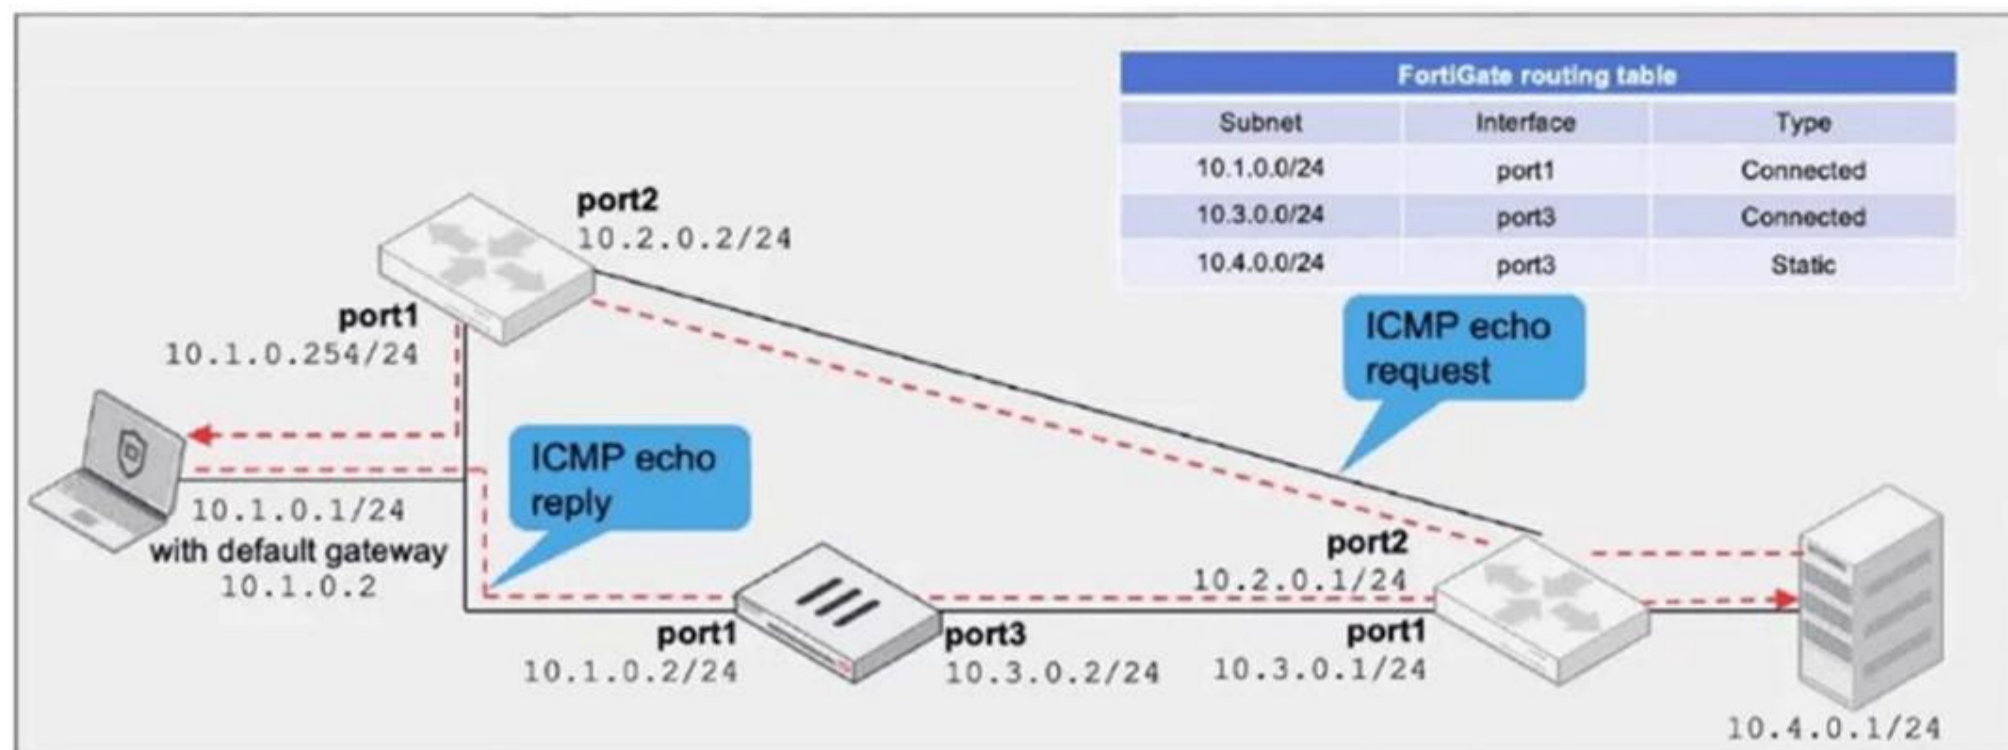 FortiGate routing table
Subnet Interface Type
10.1.0.0/24 port1 Connected
10.3.0.0/24 port3 Connected
10.4.0.0/24 port3 Static
port2
10.2.0.2/24
port1
10.1.0.254/24
ICMP echo
request
ICMP echo
reply
10.1.0.1/24
with default gateway
10.1.0.2
port2
10.2.0.1/24
port1
10.1.0.2/24
port3
10.3.0.2/24
port1
10.3.0.1/24
10.4.0.1/24